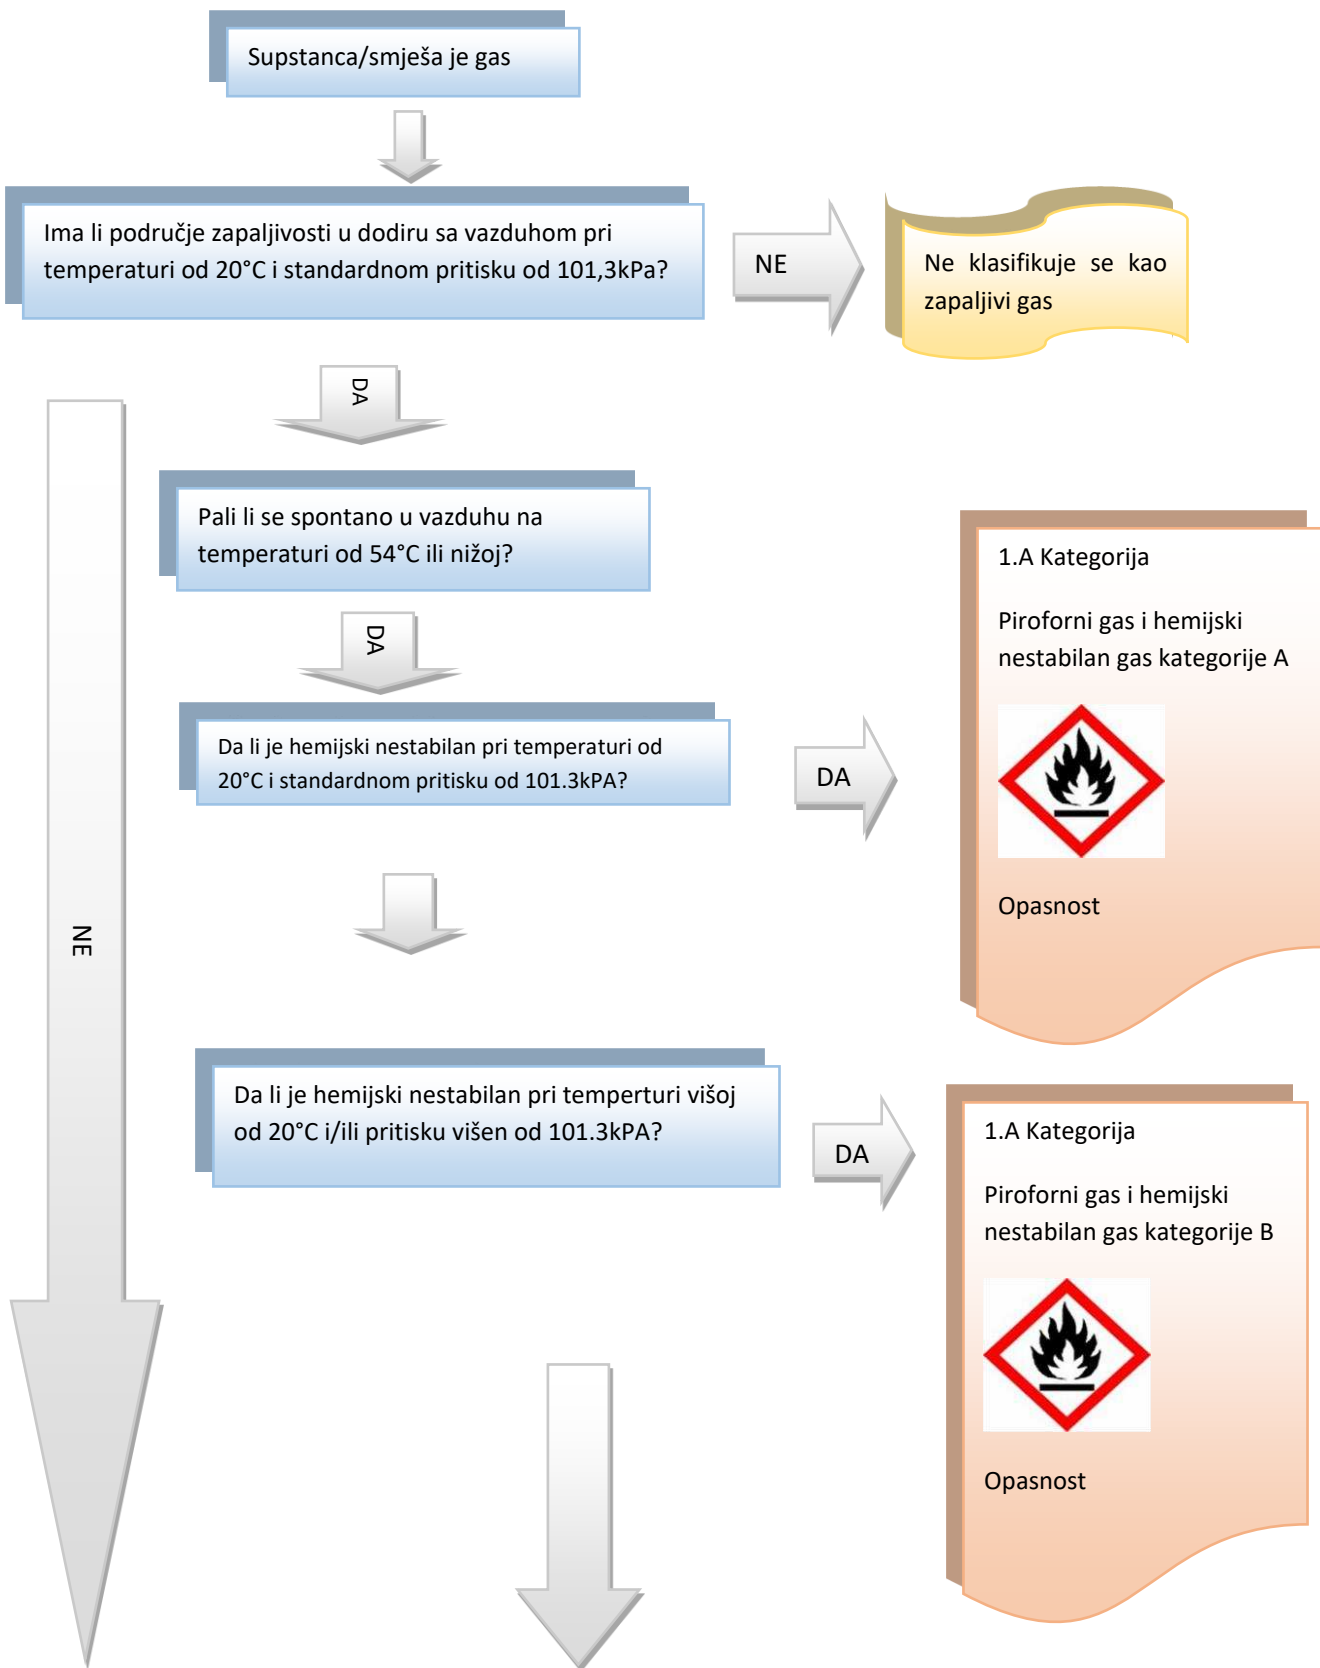 Supstanca/smješa je gas
Ima li područje zapaljivosti u dodiru sa vazduhom pri
temperaturi od 20°C i standardnom pritisku od 101,3kPa?
NE
Ne klasifikuje se kao
zapaljivi gas
DA
Pali li se spontano u vazduhu na
temperaturi od 54°C ili nižoj?
DA
Da li je hemijski nestabilan pri temperaturi od
20°C i standardnom pritisku od 101.3kPA?
DA
1.A Kategorija
Piroforni gas i hemijski
nestabilan gas kategorije A
Opasnost
NE
Da li je hemijski nestabilan pri temperturi višoj
od 20°C i/ili pritisku višen od 101.3kPA?
DA
1.A Kategorija
Piroforni gas i hemijski
nestabilan gas kategorije B
Opasnost